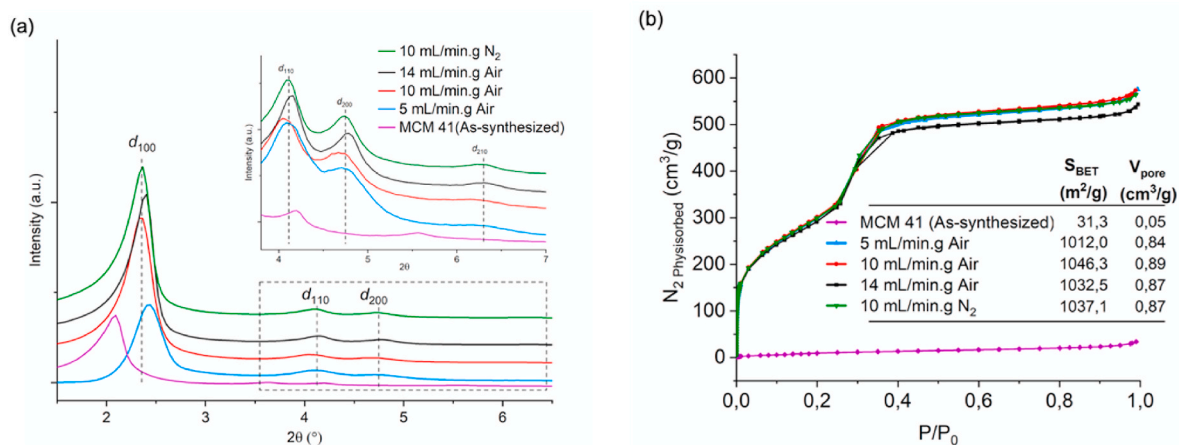 (a)
Intensity (a.u.)
d100
d110
d200
2
3
4
5
6
2θ (°)
Intensity (a.u.)
d110
d200
d210
10 mL/min.g N2
14 mL/min.g Air
10 mL/min.g Air
5 mL/min.g Air
MCM 41(As-synthesized)
4
5
6
7
2θ
(b)
N2 Physisorbed (cm³/g)
600
500
400
300
200
100
0
0,0
0,2
0,4
0,6
0,8
1,0
P/P0
SBET Vpore
(m²/g) (cm³/g)
MCM 41 (As-synthesized) 31,3 0,05
5 mL/min.g Air 1012,0 0,84
10 mL/min.g Air 1046,3 0,89
14 mL/min.g Air 1032,5 0,87
10 mL/min.g N2 1037,1 0,87